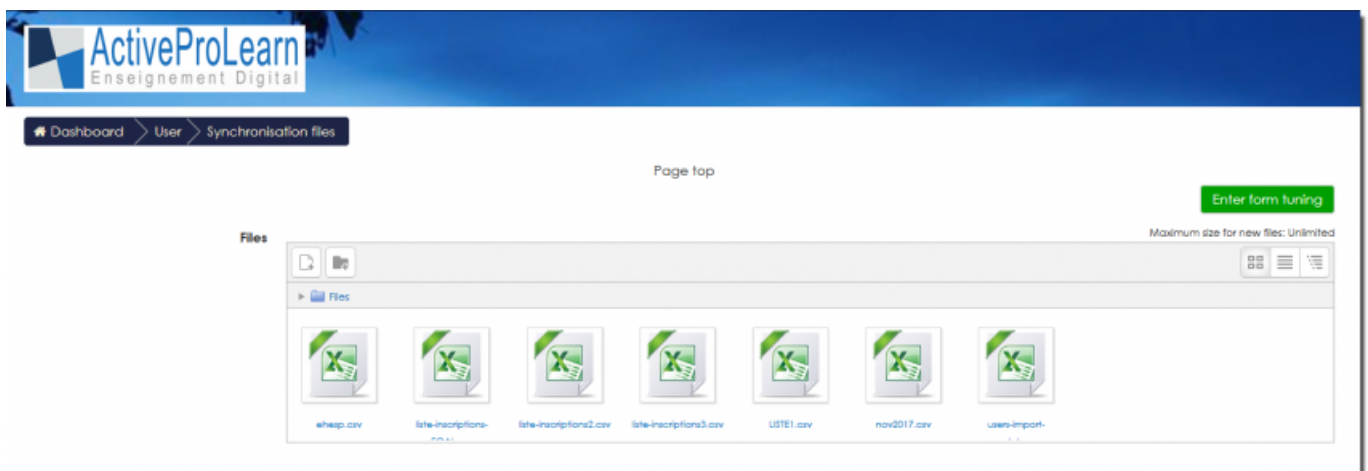 ActiveProLearn
Enseignement Digital
Dashboard User Synchronisation files
Page top
Enter form tuning
Maximum size for new files: Unlimited
Files
Files
ehesp.csv liste-inscriptions- liste-inscriptions2.csv liste-inscriptions3.csv LISTE1.csv nov2017.csv users-import-